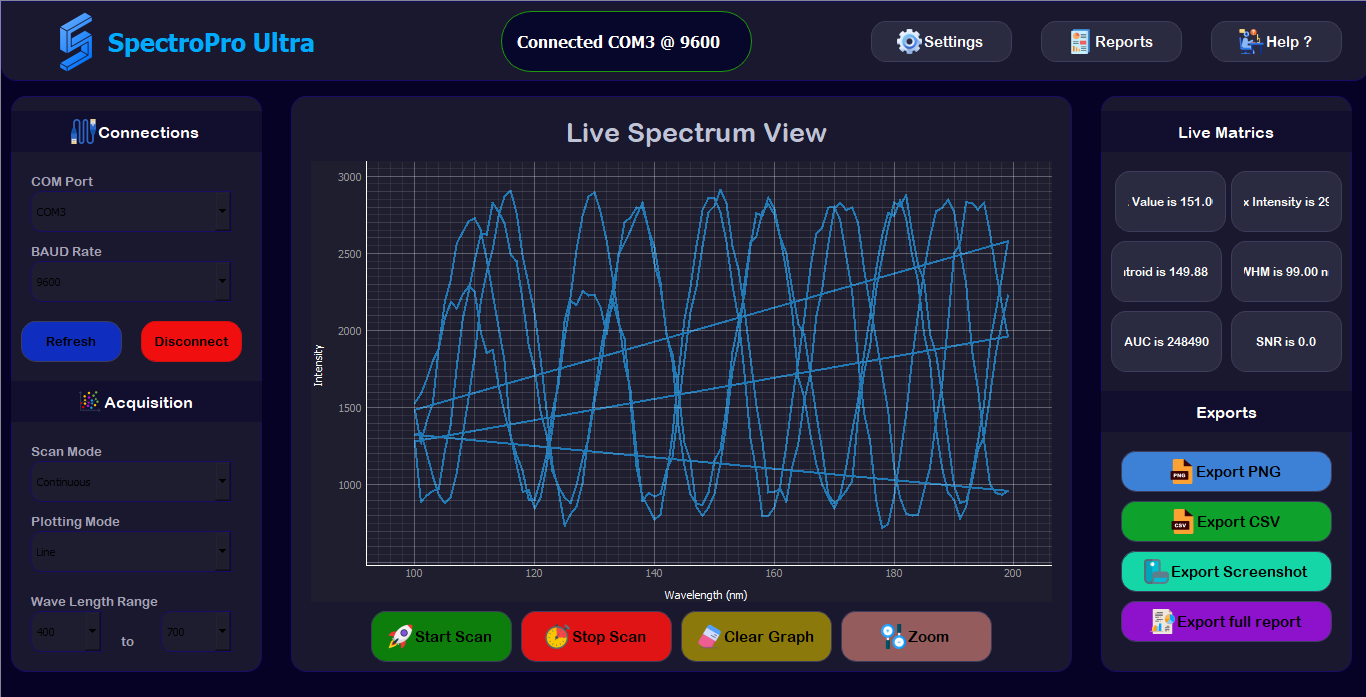 SpectroPro Ultra
Connected COM3 @ 9600
Settings
Reports
Help ?
Connections
COM Port
COM3
BAUD Rate
9600
Refresh
Disconnect
Acquisition
Scan Mode
Continuous
Plotting Mode
Line
Wave Length Range
400
to
700
Live Spectrum View
3000
2500
2000
1500
1000
Intensity
100
120
140
160
180
200
Wavelength (nm)
Start Scan
Stop Scan
Clear Graph
Zoom
Live Matrics
Value is 151.0
x Intensity is 29
troid is 149.88
WHM is 99.00 n
AUC is 248490
SNR is 0.0
Exports
PNG
Export PNG
CSV
Export CSV
Export Screenshot
Export full report